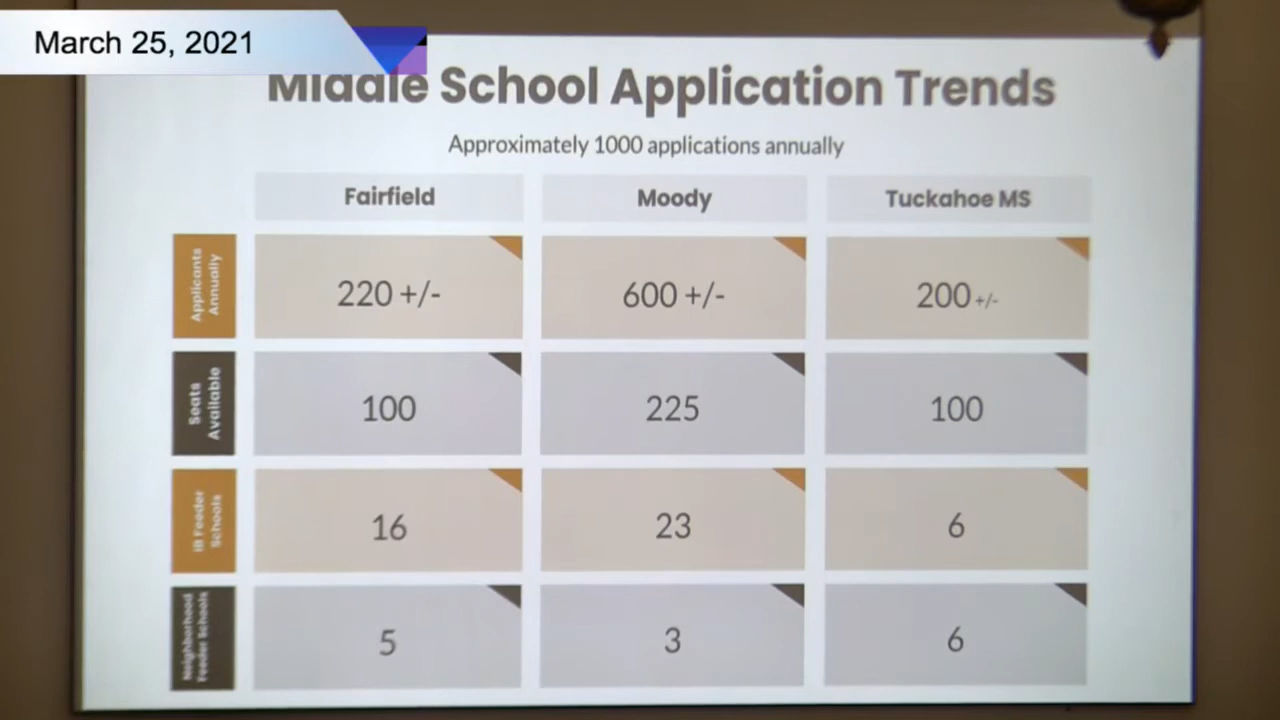 March 25, 2021
Middle School Application Trends
Approximately 1000 applications annually
Fairfield
Moody
Tuckahoe MS
Applicants
Annually
220 +/-
600 +/-
200 +/-
Seats
Available
100
225
100
IB Feeder
Schools
16
23
6
Neighborhood
Feeder Schools
5
3
6